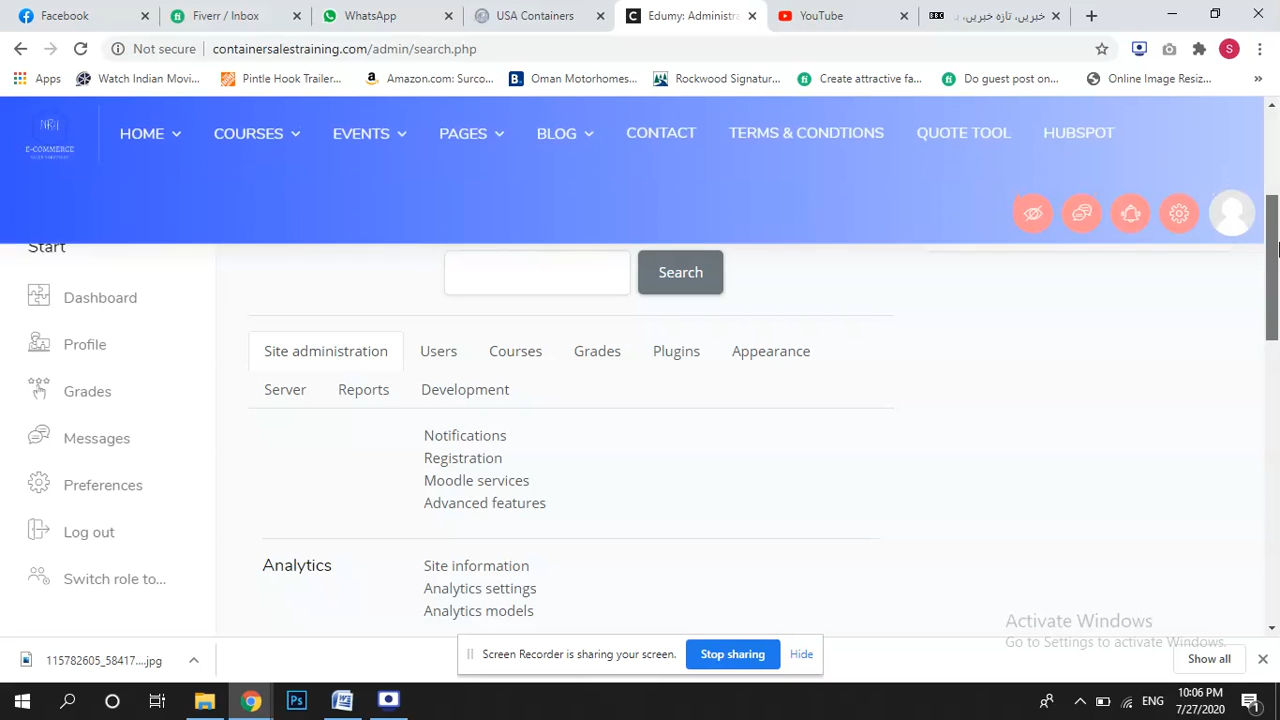 Facebook
Fiverr / Inbox
WhatsApp
USA Containers
Edumy: Administra
YouTube
BBC خبریں، تازہ خبریں،
Not secure
containersalestraining.com/admin/search.php
S
Apps
Watch Indian Movi...
Pintle Hook Trailer...
Amazon.com: Surco...
Oman Motorhomes...
Rockwood Signatur...
Create attractive fa...
Do guest post on...
Online Image Resiz...
»
HOME
COURSES
EVENTS
PAGES
BLOG
CONTACT
TERMS & CONDTIONS
QUOTE TOOL
HUBSPOT
E-COMMERCE
Start
Search
Dashboard
Profile
Grades
Messages
Preferences
Log out
Switch role to...
Site administration
Users
Courses
Grades
Plugins
Appearance
Server
Reports
Development
Notifications
Registration
Moodle services
Advanced features
Analytics
Site information
Analytics settings
Analytics models
Activate Windows
Go to Settings to activate Windows.
115782605_58417....jpg
Screen Recorder is sharing your screen.
Stop sharing
Hide
Show all
ENG
10:06 PM
7/27/2020
1